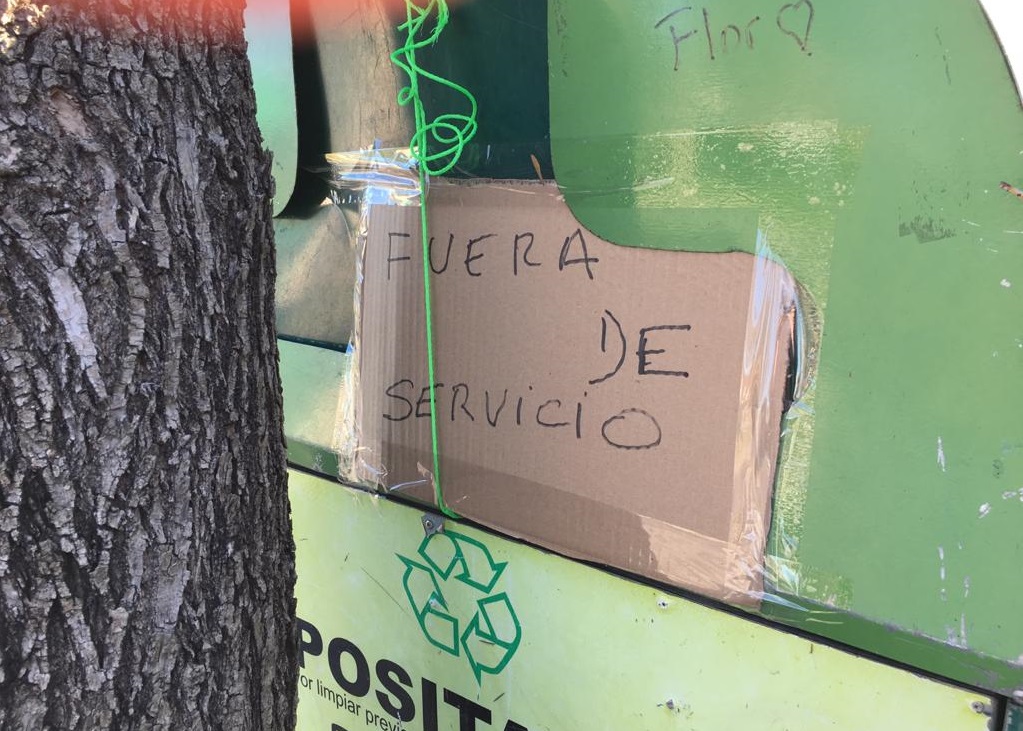 Flor
FUERA
DE
SERVICIO
POSITA
or limpiar previ